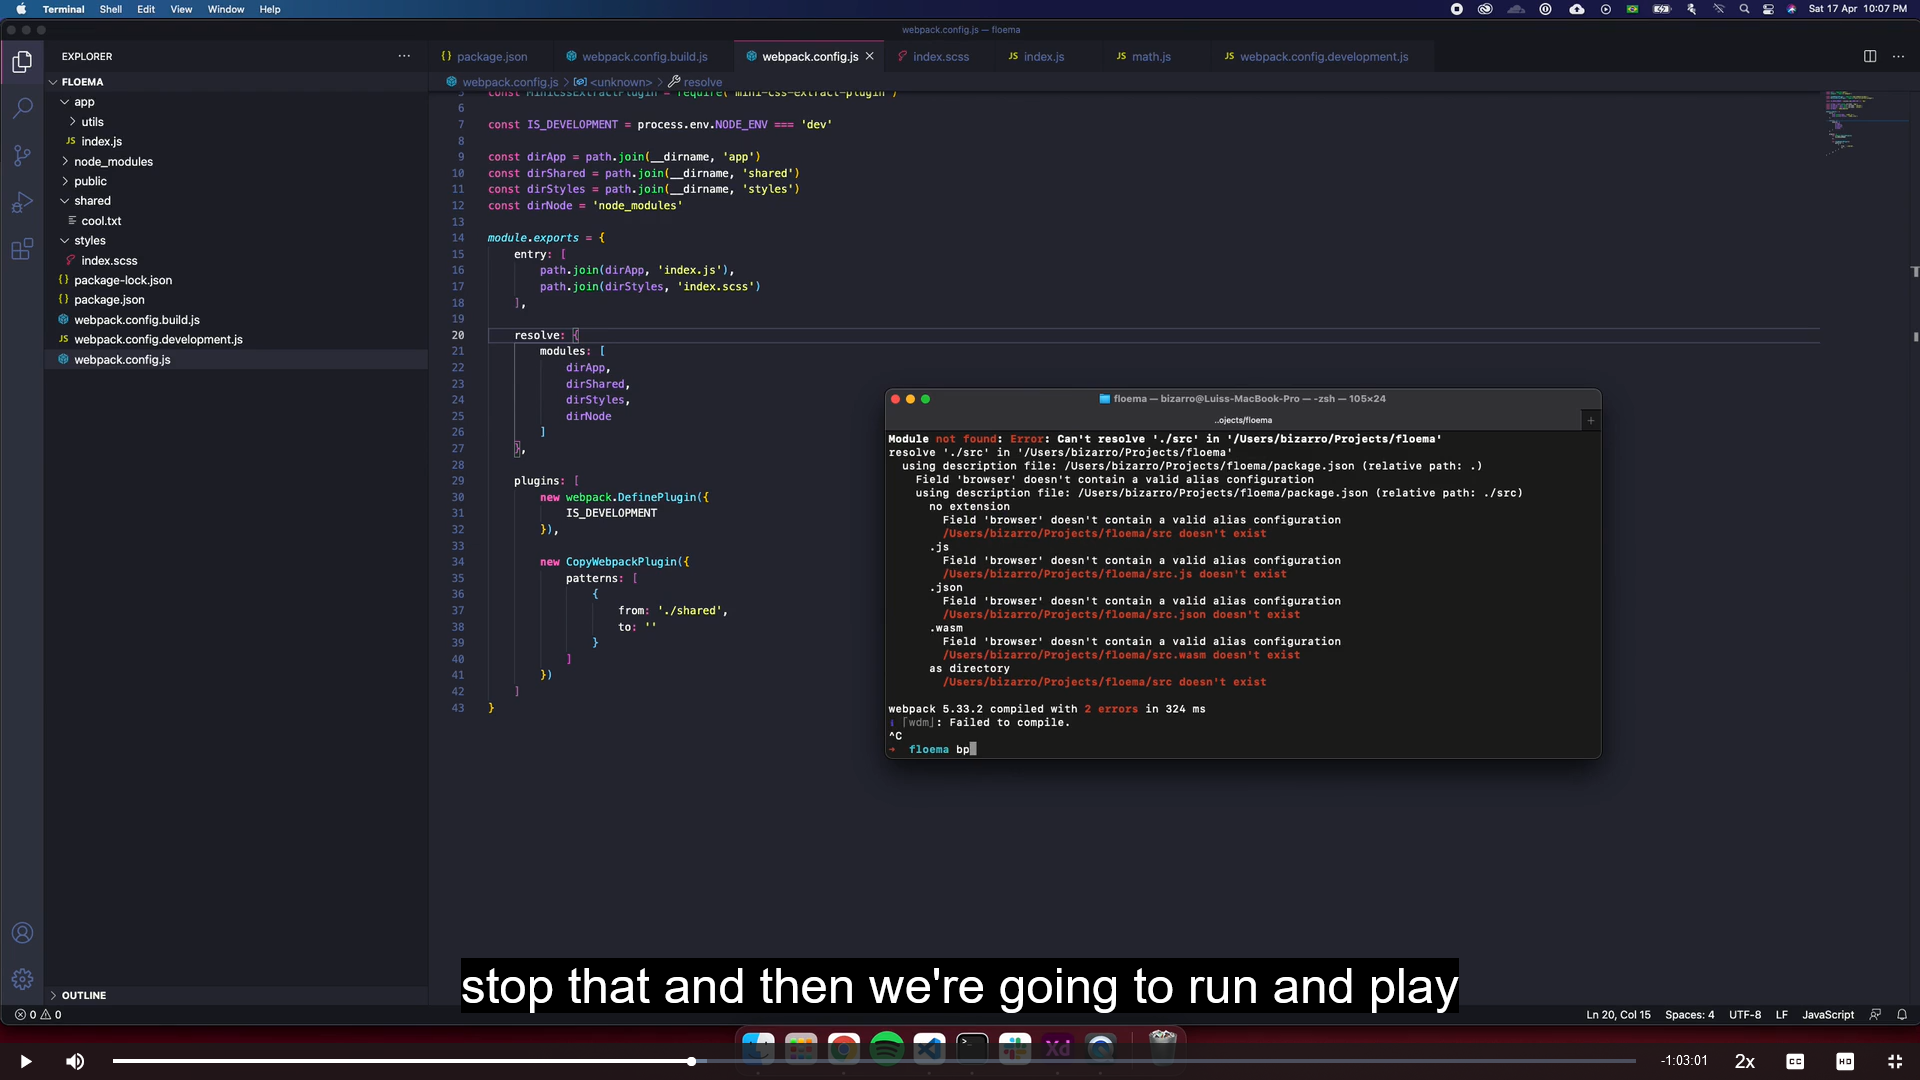 Terminal Shell Edit View Window Help
Sat 17 Apr 10:07 PM
webpack.config.js — floema
EXPLORER
package.json
webpack.config.build.js
webpack.config.js
index.scss
JS index.js
JS math.js
JS webpack.config.development.js
FLOEMA
app
utils
JS index.js
node_modules
public
shared
cool.txt
styles
index.scss
{} package-lock.json
{} package.json
webpack.config.build.js
JS webpack.config.development.js
webpack.config.js
OUTLINE
webpack.config.js > <unknown> > resolve
5 const MiniCssExtractPlugin = require('mini-css-extract-plugin')
6
7 const IS_DEVELOPMENT = process.env.NODE_ENV === 'dev'
8
9 const dirApp = path.join(__dirname, 'app')
10 const dirShared = path.join(__dirname, 'shared')
11 const dirStyles = path.join(__dirname, 'styles')
12 const dirNode = 'node_modules'
13
14 module.exports = {
15 entry: [
16 path.join(dirApp, 'index.js'),
17 path.join(dirStyles, 'index.scss')
18 ],
19
20 resolve: {
21 modules: [
22 dirApp,
23 dirShared,
24 dirStyles,
25 dirNode
26 ]
27 },
28
29 plugins: [
30 new webpack.DefinePlugin({
31 IS_DEVELOPMENT
32 }),
33
34 new CopyWebpackPlugin({
35 patterns: [
36 {
37 from: './shared',
38 to: ''
39 }
40 ]
41 })
42 ]
43 }
floema — bizarro@Luiss-MacBook-Pro — -zsh — 105×24
..ojects/floema
Module not found: Error: Can't resolve './src' in '/Users/bizarro/Projects/floema'
resolve './src' in '/Users/bizarro/Projects/floema'
using description file: /Users/bizarro/Projects/floema/package.json (relative path: .)
Field 'browser' doesn't contain a valid alias configuration
using description file: /Users/bizarro/Projects/floema/package.json (relative path: ./src)
no extension
Field 'browser' doesn't contain a valid alias configuration
/Users/bizarro/Projects/floema/src doesn't exist
.js
Field 'browser' doesn't contain a valid alias configuration
/Users/bizarro/Projects/floema/src.js doesn't exist
.json
Field 'browser' doesn't contain a valid alias configuration
/Users/bizarro/Projects/floema/src.json doesn't exist
.wasm
Field 'browser' doesn't contain a valid alias configuration
/Users/bizarro/Projects/floema/src.wasm doesn't exist
as directory
/Users/bizarro/Projects/floema/src doesn't exist
webpack 5.33.2 compiled with 2 errors in 324 ms
i ｢wdm｣: Failed to compile.
^C
→ floema bp
stop that and then we're going to run and play
0 0
Ln 20, Col 15 Spaces: 4 UTF-8 LF JavaScript
Xd
-1:03:01 2x CC HD